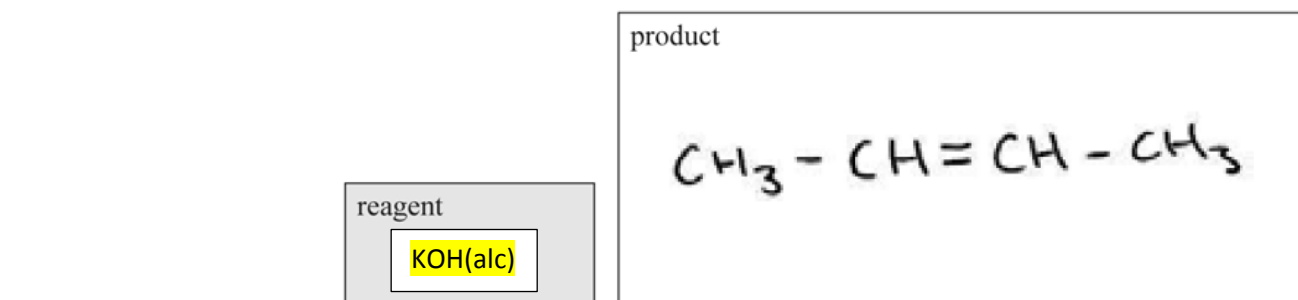 product
CH₃ - CH = CH - CH₃
reagent
KOH(alc)